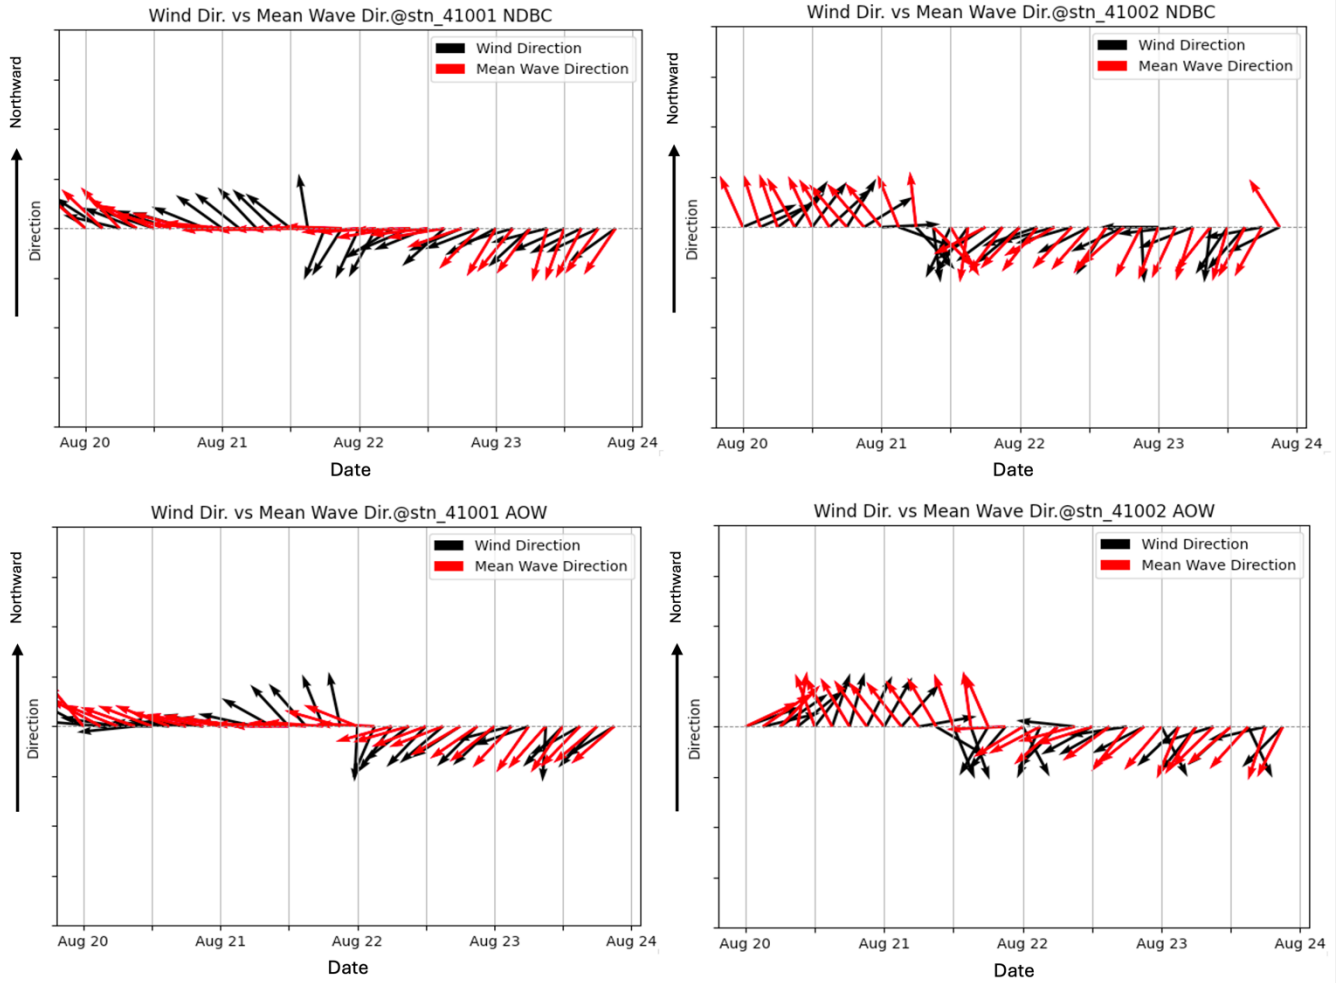 Wind Dir. vs Mean Wave Dir.@stn_41001 NDBC
Northward
Direction
Wind Direction
Mean Wave Direction
Aug 20
Aug 21
Aug 22
Aug 23
Aug 24
Date
Wind Dir. vs Mean Wave Dir.@stn_41002 NDBC
Northward
Direction
Wind Direction
Mean Wave Direction
Aug 20
Aug 21
Aug 22
Aug 23
Aug 24
Date
Wind Dir. vs Mean Wave Dir.@stn_41001 AOW
Northward
Direction
Wind Direction
Mean Wave Direction
Aug 20
Aug 21
Aug 22
Aug 23
Aug 24
Date
Wind Dir. vs Mean Wave Dir.@stn_41002 AOW
Northward
Direction
Wind Direction
Mean Wave Direction
Aug 20
Aug 21
Aug 22
Aug 23
Aug 24
Date